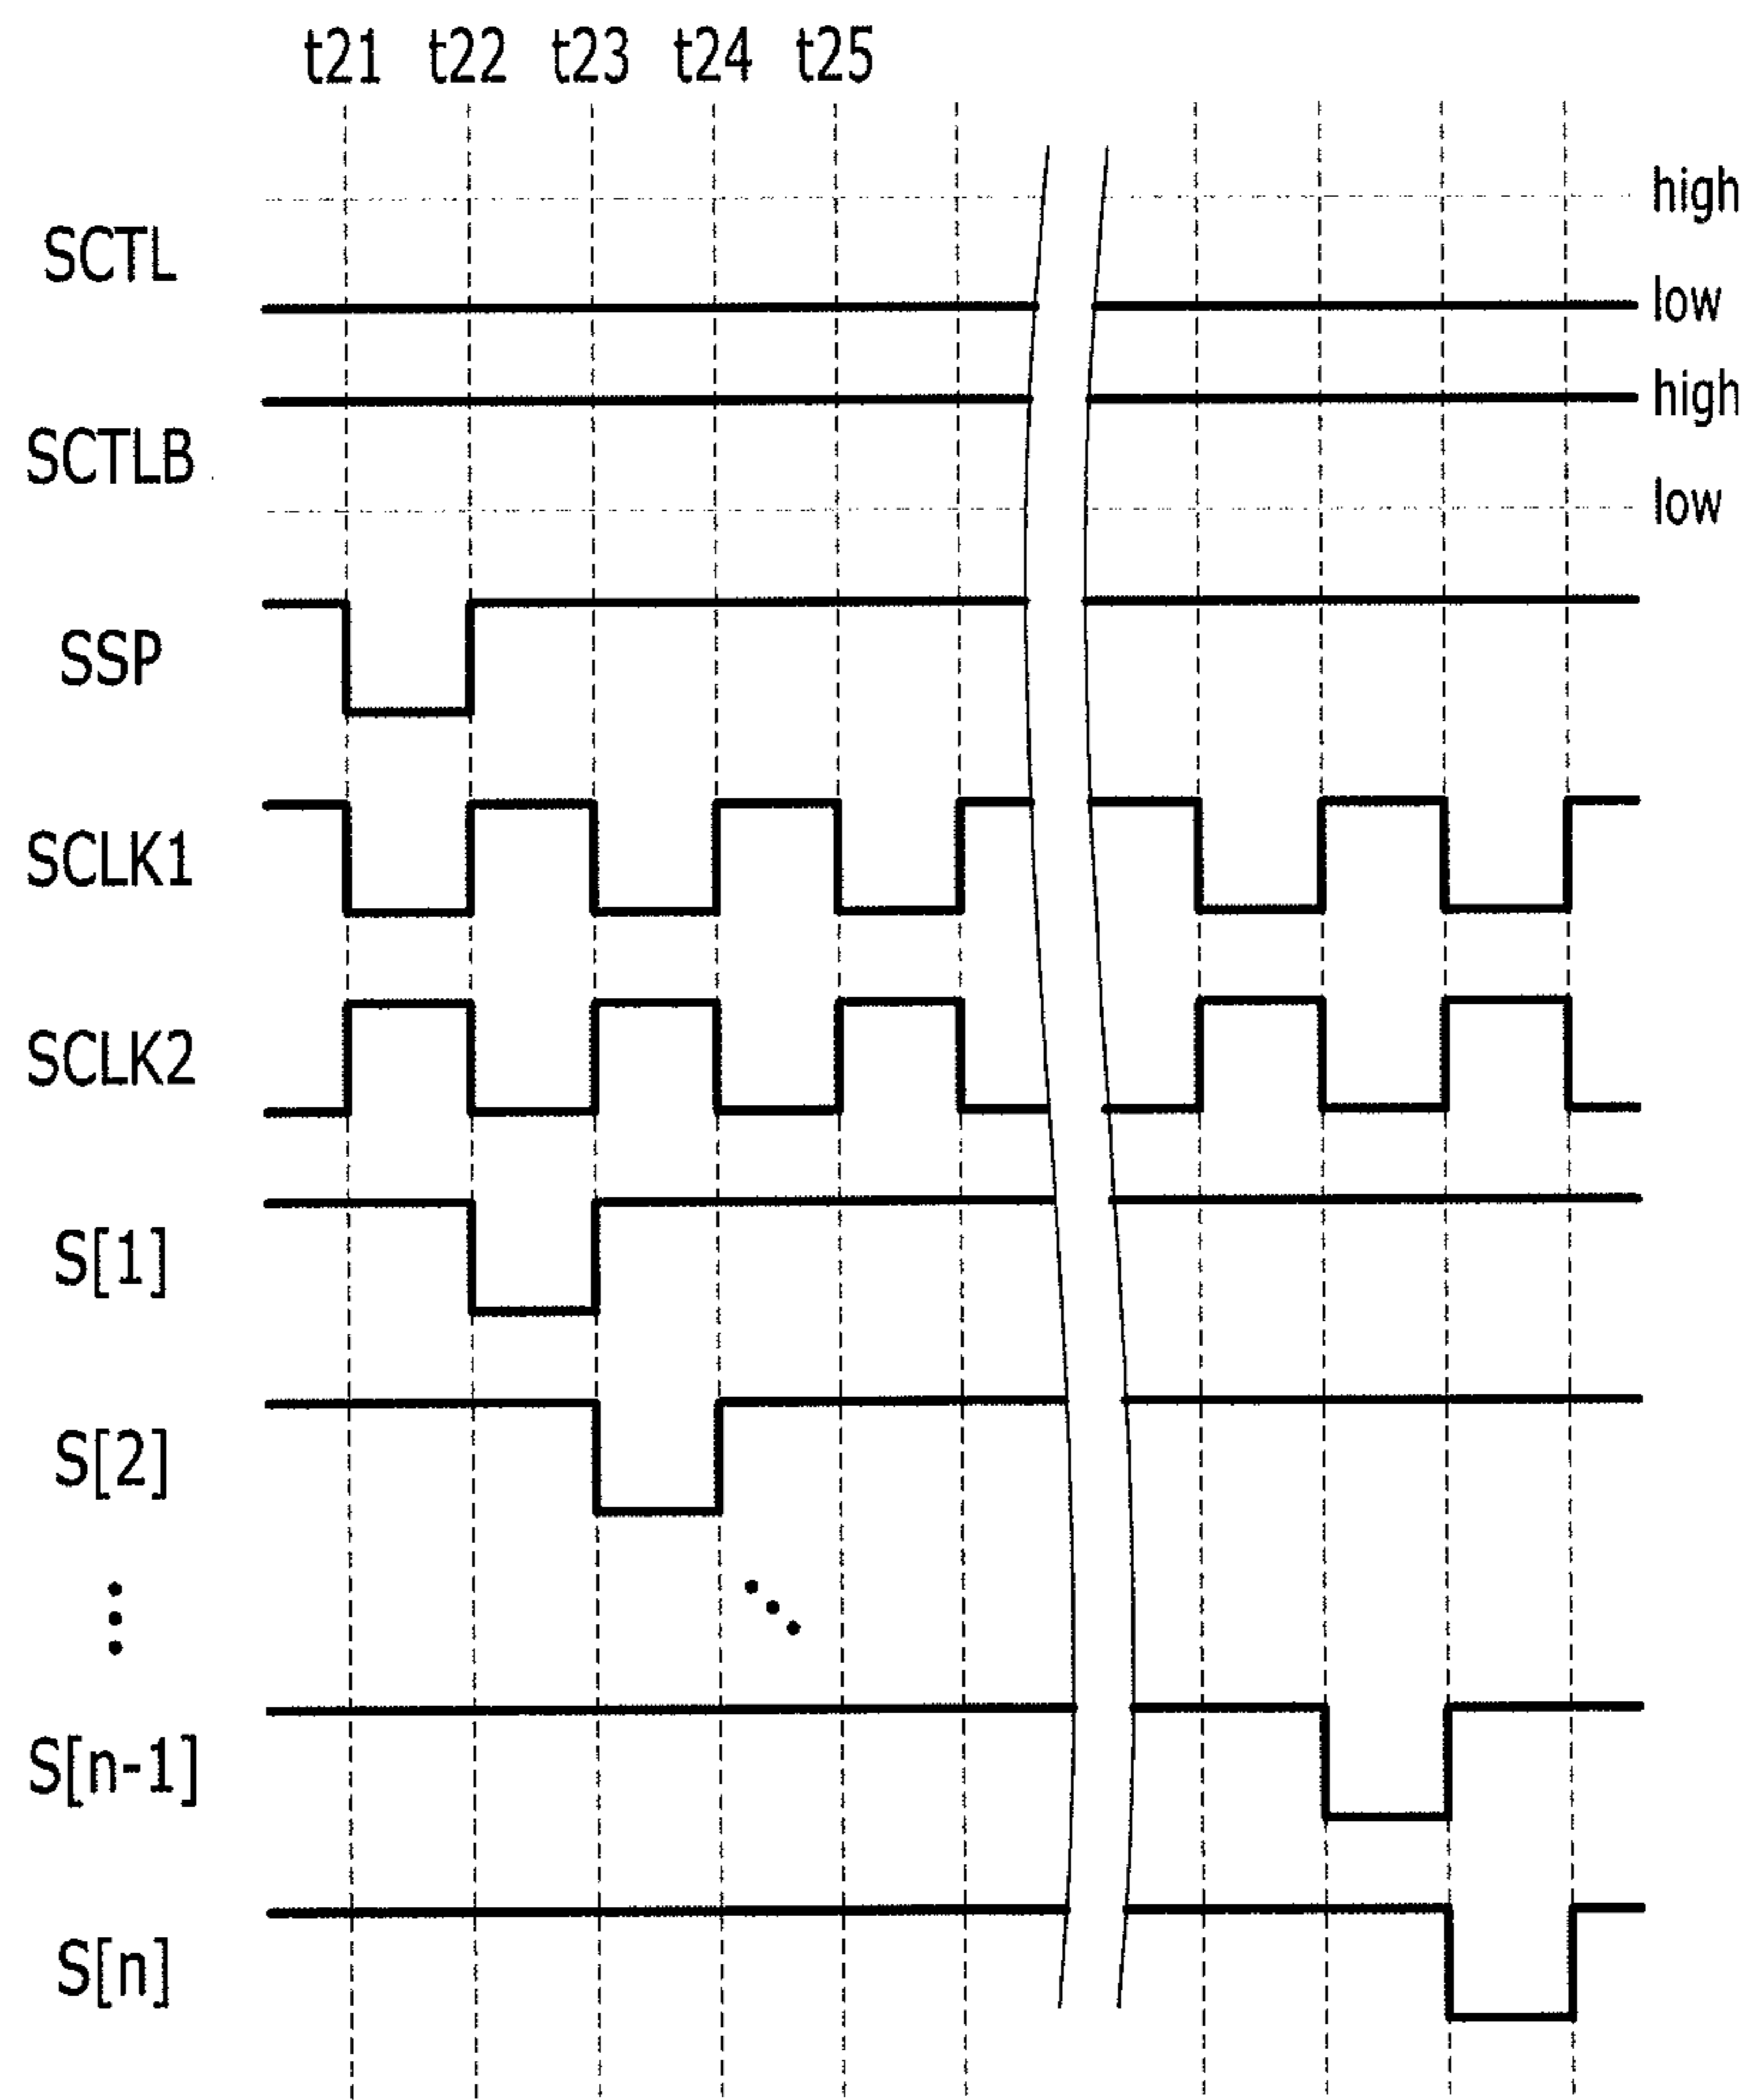 t21 t22 t23 t24 t25
high
SCTL
low
high
SCTLB
low
SSP
SCLK1
SCLK2
S[1]
S[2]
S[n-1]
S[n]